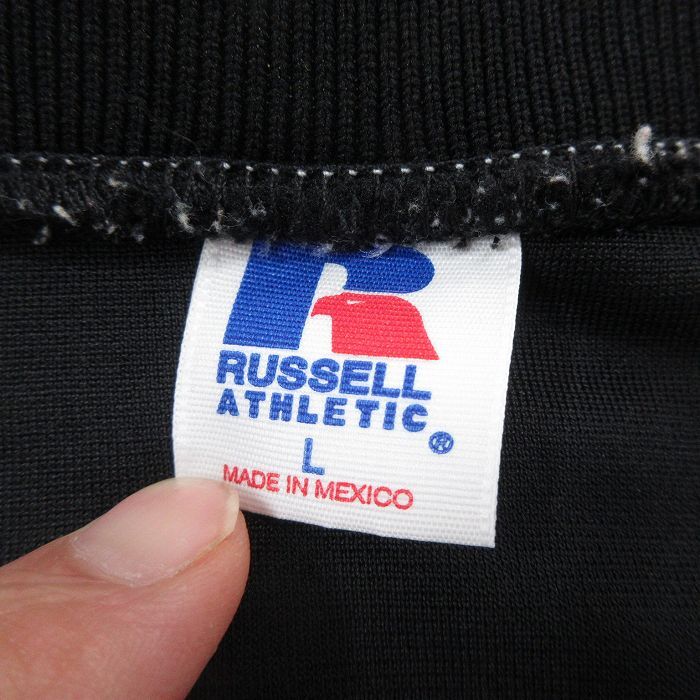 RUSSELL
ATHLETIC ®
L
MADE IN MEXICO